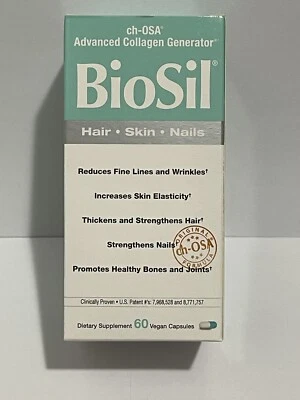 ch-OSA®
Advanced Collagen Generator®
BioSil®
Hair • Skin • Nails
Reduces Fine Lines and Wrinkles†
Increases Skin Elasticity†
Thickens and Strengthens Hair†
Strengthens Nails†
Promotes Healthy Bones and Joints†
ORIGINAL
ch-OSA®
FORMULA
Clinically Proven • U.S. Patent #'s: 7,968,528 and 8,771,757
Dietary Supplement 60 Vegan Capsules